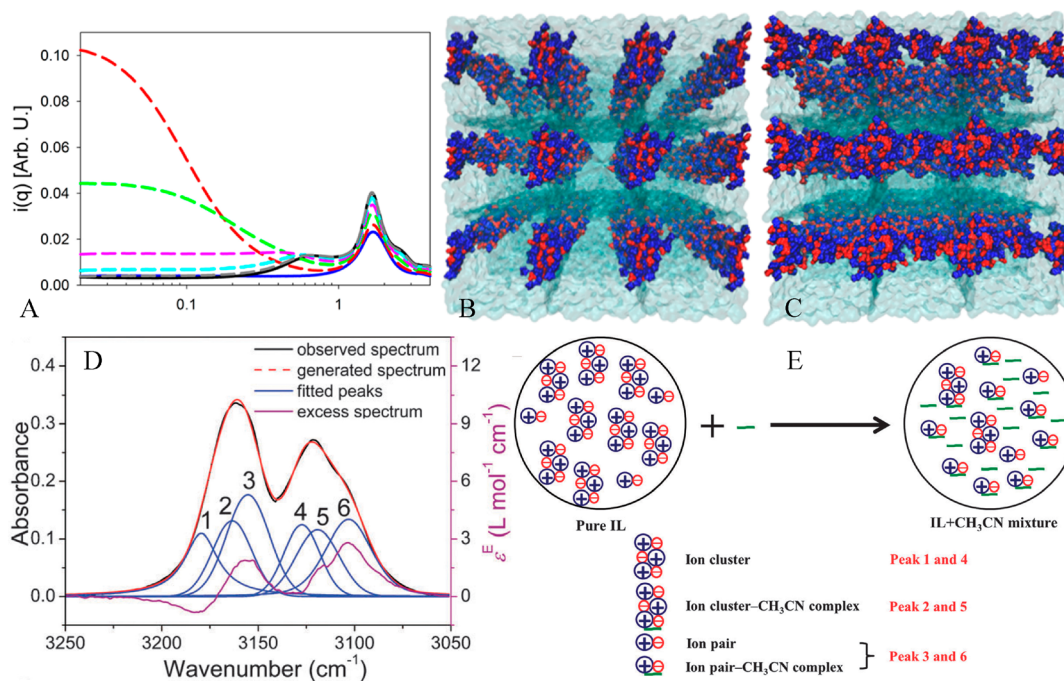 0.10
0.08
0.06
0.04
0.02
0.00
i(q) [Arb. U.]
0.1
1
A
B
C
D
0.4
0.3
0.2
0.1
0.0
Absorbance
observed spectrum
generated spectrum
fitted peaks
excess spectrum
1
2
3
4
5
6
12
9
6
3
0
εᴱ (L mol⁻¹ cm⁻¹)
3250
3200
3150
3100
3050
Wavenumber (cm⁻¹)
E
+
Pure IL
IL+CH₃CN mixture
Ion cluster
Peak 1 and 4
Ion cluster–CH₃CN complex
Peak 2 and 5
Ion pair
Ion pair–CH₃CN complex
Peak 3 and 6